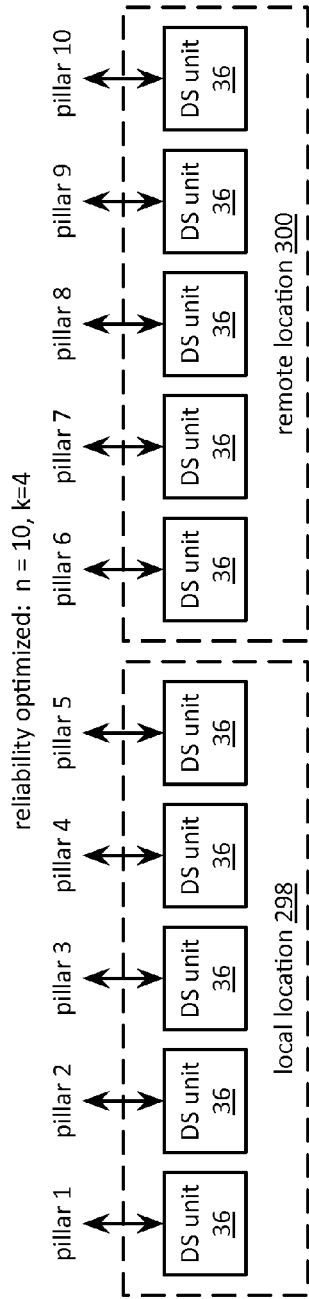 reliability optimized: n = 10, k=4
pillar 1
pillar 2
pillar 3
pillar 4
pillar 5
pillar 6
pillar 7
pillar 8
pillar 9
pillar 10
DS unit
36
DS unit
36
DS unit
36
DS unit
36
DS unit
36
DS unit
36
DS unit
36
DS unit
36
DS unit
36
DS unit
36
local location 298
remote location 300